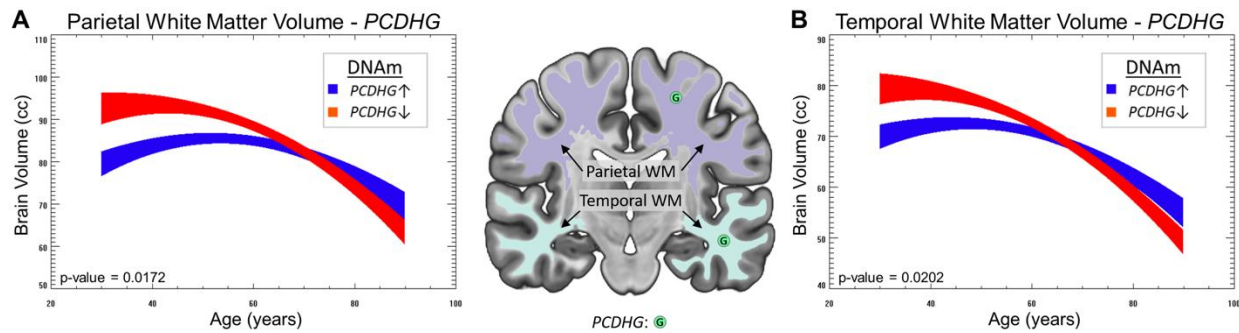 A
Parietal White Matter Volume - PCDHG
Brain Volume (cc)
110
100
90
80
70
60
50
DNAm
PCDHG↑
PCDHG↓
p-value = 0.0172
20
40
60
80
100
Age (years)
G
Parietal WM
Temporal WM
G
PCDHG: G
B
Temporal White Matter Volume - PCDHG
Brain Volume (cc)
90
80
70
60
50
40
DNAm
PCDHG↑
PCDHG↓
p-value = 0.0202
20
40
60
80
100
Age (years)